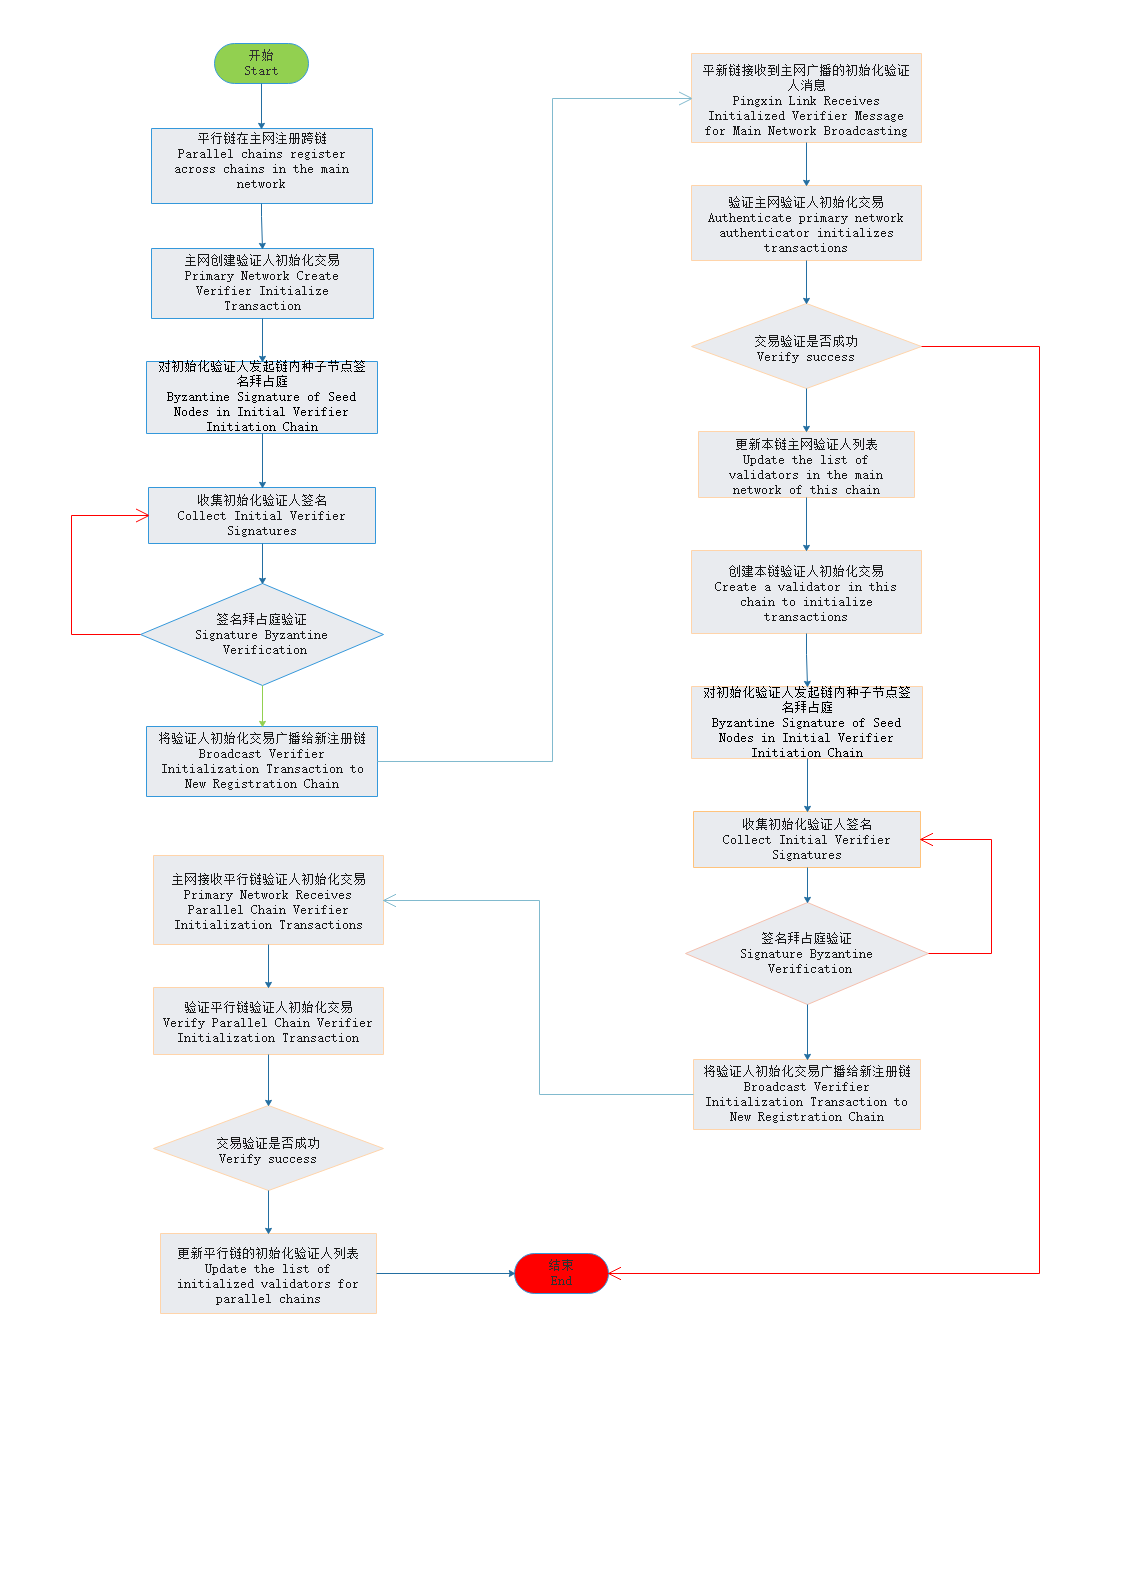 开始
Start
平行链在主网注册跨链
Parallel chains register
across chains in the main
network
主网创建验证人初始化交易
Primary Network Create
Verifier Initialize
Transaction
对初始化验证人发起链内种子节点签
名拜占庭
Byzantine Signature of Seed
Nodes in Initial Verifier
Initiation Chain
收集初始化验证人签名
Collect Initial Verifier
Signatures
签名拜占庭验证
Signature Byzantine
Verification
将验证人初始化交易广播给新注册链
Broadcast Verifier
Initialization Transaction to
New Registration Chain
平新链接收到主网广播的初始化验证
人消息
Pingxin Link Receives
Initialized Verifier Message
for Main Network Broadcasting
验证主网验证人初始化交易
Authenticate primary network
authenticator initializes
transactions
交易验证是否成功
Verify success
更新本链主网验证人列表
Update the list of
validators in the main
network of this chain
创建本链验证人初始化交易
Create a validator in this
chain to initialize
transactions
对初始化验证人发起链内种子节点签
名拜占庭
Byzantine Signature of Seed
Nodes in Initial Verifier
Initiation Chain
收集初始化验证人签名
Collect Initial Verifier
Signatures
签名拜占庭验证
Signature Byzantine
Verification
将验证人初始化交易广播给新注册链
Broadcast Verifier
Initialization Transaction to
New Registration Chain
主网接收平行链验证人初始化交易
Primary Network Receives
Parallel Chain Verifier
Initialization Transactions
验证平行链验证人初始化交易
Verify Parallel Chain Verifier
Initialization Transaction
交易验证是否成功
Verify success
更新平行链的初始化验证人列表
Update the list of
initialized validators for
parallel chains
结束
End